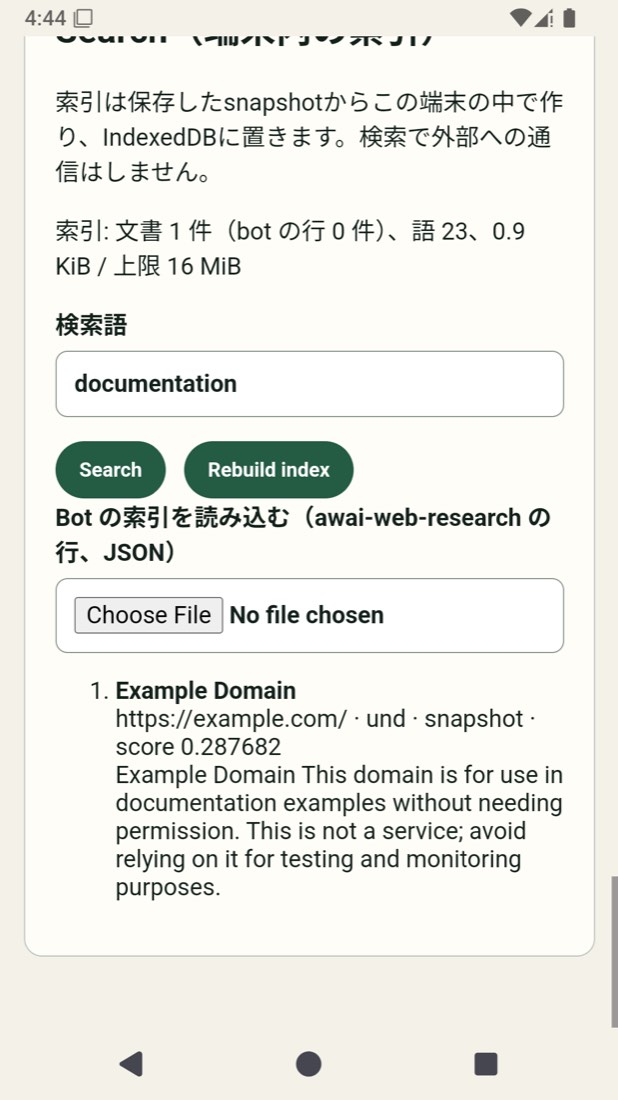 4:44
Search（端末内の索引）
索引は保存したsnapshotからこの端末の中で作
り、IndexedDBに置きます。検索で外部への通
信はしません。
索引: 文書 1 件（bot の行 0 件）、語 23、0.9
KiB / 上限 16 MiB
検索語
documentation
Search Rebuild index
Bot の索引を読み込む（awai-web-research の
行、JSON）
Choose File No file chosen
1. Example Domain
https://example.com/ · und · snapshot ·
score 0.287682
Example Domain This domain is for use in
documentation examples without needing
permission. This is not a service; avoid
relying on it for testing and monitoring
purposes.